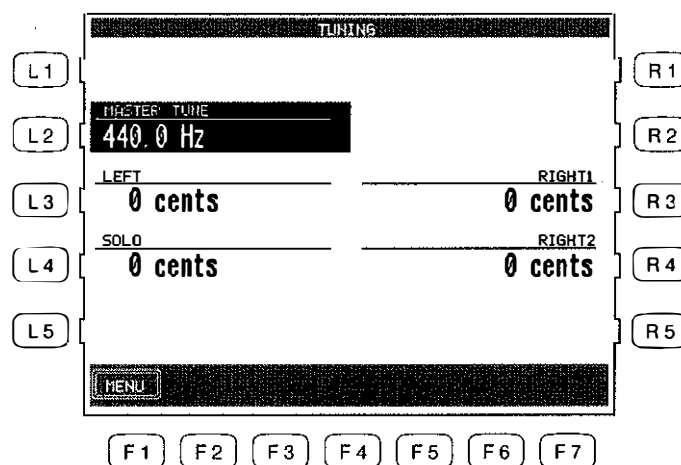 TUNING
L1 R1
MASTER TUNE
L2 440.0 Hz R2
LEFT RIGHT1
L3 0 cents 0 cents R3
SOLO RIGHT2
L4 0 cents 0 cents R4
L5 R5
MENU
F1 F2 F3 F4 F5 F6 F7